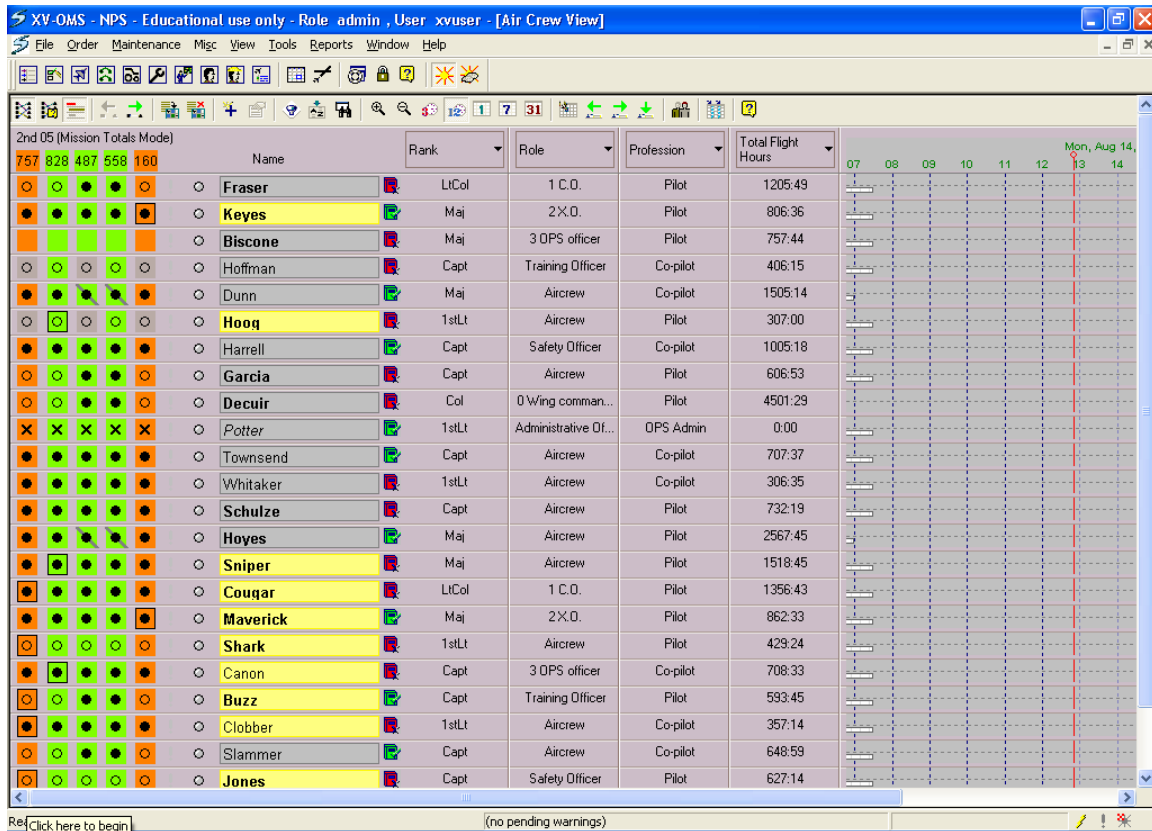 XV-OMS - NPS - Educational use only - Role admin , User xvuser - [Air Crew View]
File Order Maintenance Misc View Tools Reports Window Help
1 7 31
2nd 05 (Mission Totals Mode)
757 828 487 558 160 Name Rank Role Profession Total Flight Hours
Mon, Aug 14,
07 08 09 10 11 12 13 14
Fraser LtCol 1 C.O. Pilot 1205:49
Keyes Maj 2 X.O. Pilot 806:36
Biscone Maj 3 OPS officer Pilot 757:44
Hoffman Capt Training Officer Co-pilot 406:15
Dunn Maj Aircrew Co-pilot 1505:14
Hoog 1stLt Aircrew Pilot 307:00
Harrell Capt Safety Officer Co-pilot 1005:18
Garcia Capt Aircrew Pilot 606:53
Decuir Col 0 Wing comman... Pilot 4501:29
Potter 1stLt Administrative Of... OPS Admin 0:00
Townsend Capt Aircrew Co-pilot 707:37
Whitaker 1stLt Aircrew Co-pilot 306:35
Schulze Capt Aircrew Pilot 732:19
Hoyes Maj Aircrew Pilot 2567:45
Sniper Maj Aircrew Pilot 1518:45
Cougar LtCol 1 C.O. Pilot 1356:43
Maverick Maj 2 X.O. Pilot 862:33
Shark 1stLt Aircrew Pilot 429:24
Canon Capt 3 OPS officer Co-pilot 708:33
Buzz Capt Training Officer Pilot 593:45
Clobber 1stLt Aircrew Co-pilot 357:14
Slammer Capt Aircrew Co-pilot 648:59
Jones Capt Safety Officer Pilot 627:14
Click here to begin (no pending warnings)